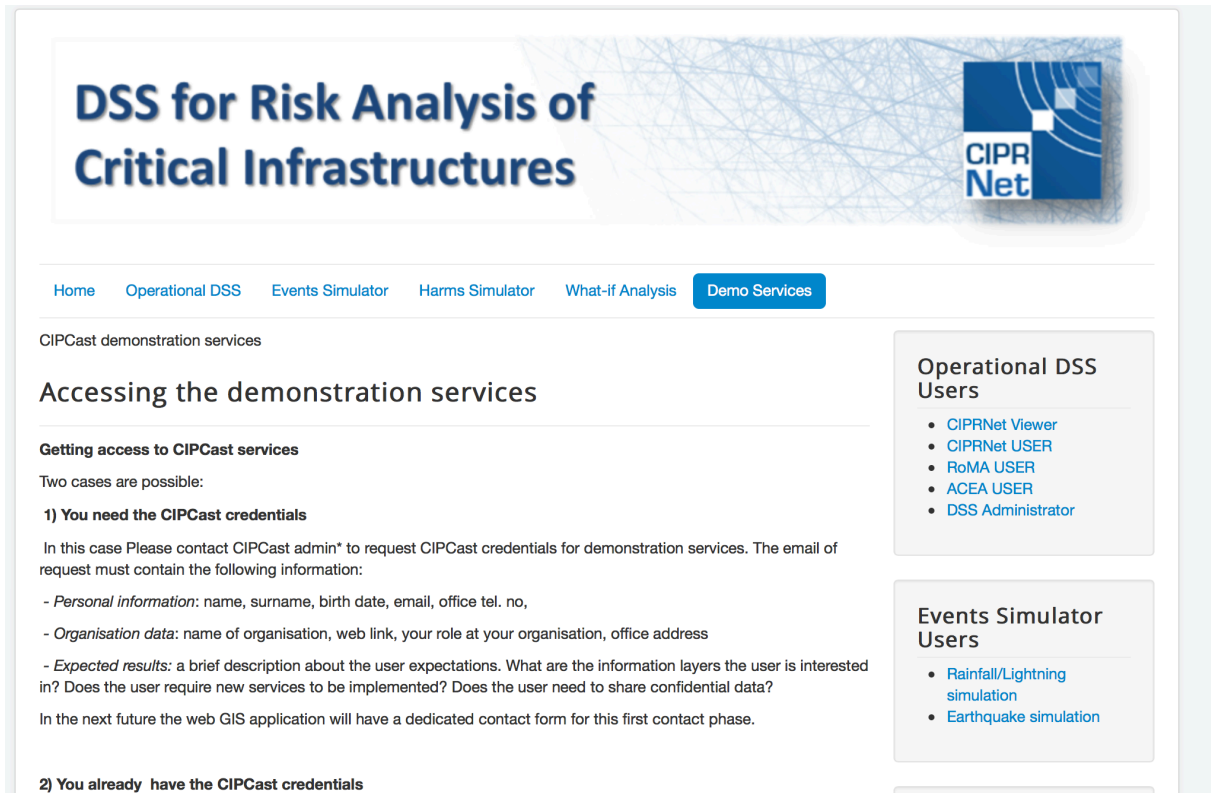 DSS for Risk Analysis of
Critical Infrastructures
CIPR
Net
Home Operational DSS Events Simulator Harms Simulator What-if Analysis Demo Services
CIPCast demonstration services
Accessing the demonstration services
Getting access to CIPCast services
Two cases are possible:
1) You need the CIPCast credentials
In this case Please contact CIPCast admin* to request CIPCast credentials for demonstration services. The email of
request must contain the following information:
- Personal information: name, surname, birth date, email, office tel. no,
- Organisation data: name of organisation, web link, your role at your organisation, office address
- Expected results: a brief description about the user expectations. What are the information layers the user is interested
in? Does the user require new services to be implemented? Does the user need to share confidential data?
In the next future the web GIS application will have a dedicated contact form for this first contact phase.
2) You already  have the CIPCast credentials
Operational DSS
Users
• CIPRNet Viewer
• CIPRNet USER
• RoMA USER
• ACEA USER
• DSS Administrator
Events Simulator
Users
• Rainfall/Lightning
simulation
• Earthquake simulation